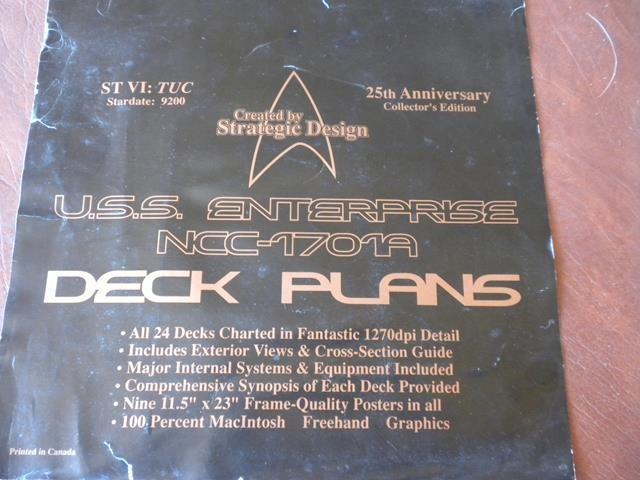 ST VI: TUC
Stardate: 9200
25th Anniversary
Collector's Edition
Created by
Strategic Design
U.S.S. ENTERPRISE
NCC-1701A
DECK PLANS
• All 24 Decks Charted in Fantastic 1270dpi Detail
• Includes Exterior Views & Cross-Section Guide
• Major Internal Systems & Equipment Included
• Comprehensive Synopsis of Each Deck Provided
• Nine 11.5" x 23" Frame-Quality Posters in all
• 100 Percent MacIntosh Freehand Graphics
Printed in Canada